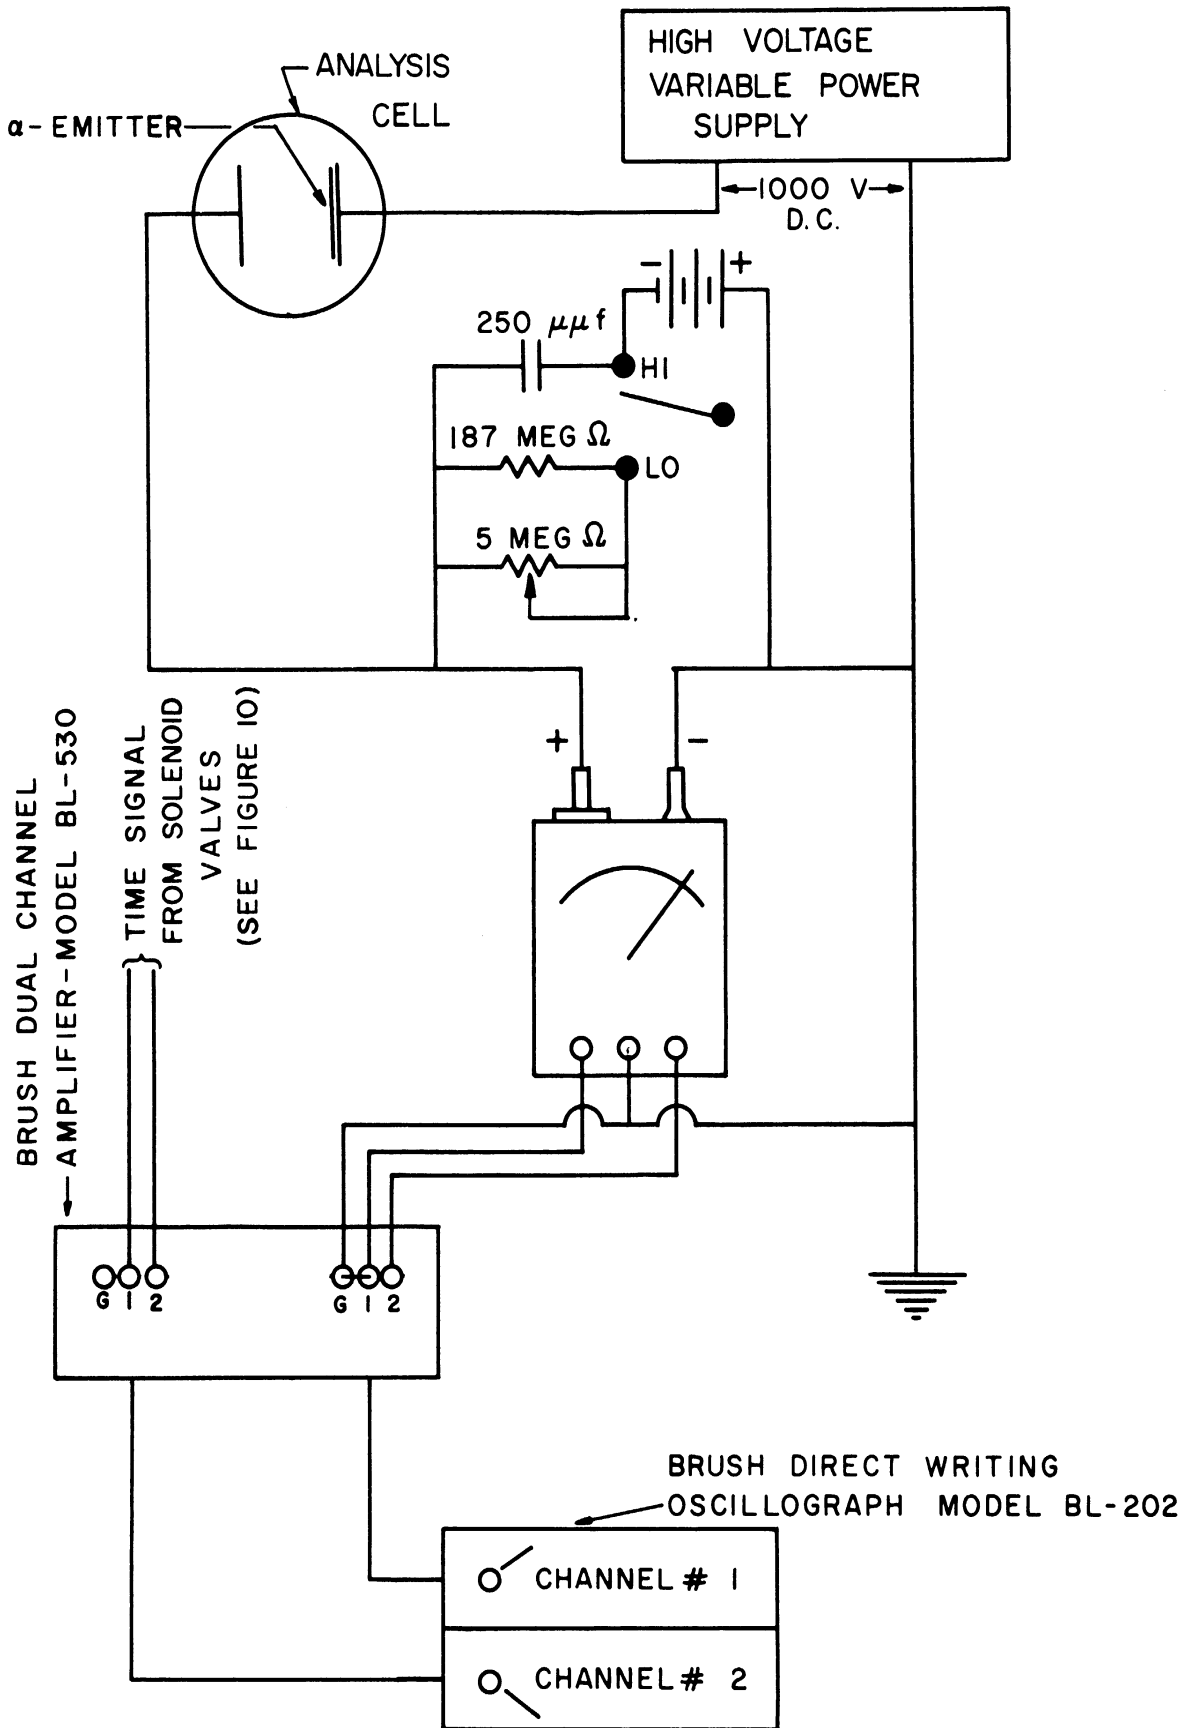 HIGH VOLTAGE
VARIABLE POWER
SUPPLY
ANALYSIS
CELL
α-EMITTER
1000 V
D.C.
- +
250 μμf
HI
187 MEG Ω
LO
5 MEG Ω
+ -
BRUSH DUAL CHANNEL
AMPLIFIER-MODEL BL-530
TIME SIGNAL
FROM SOLENOID
VALVES
(SEE FIGURE 10)
G 1 2
G 1 2
BRUSH DIRECT WRITING
OSCILLOGRAPH MODEL BL-202
CHANNEL # 1
CHANNEL # 2